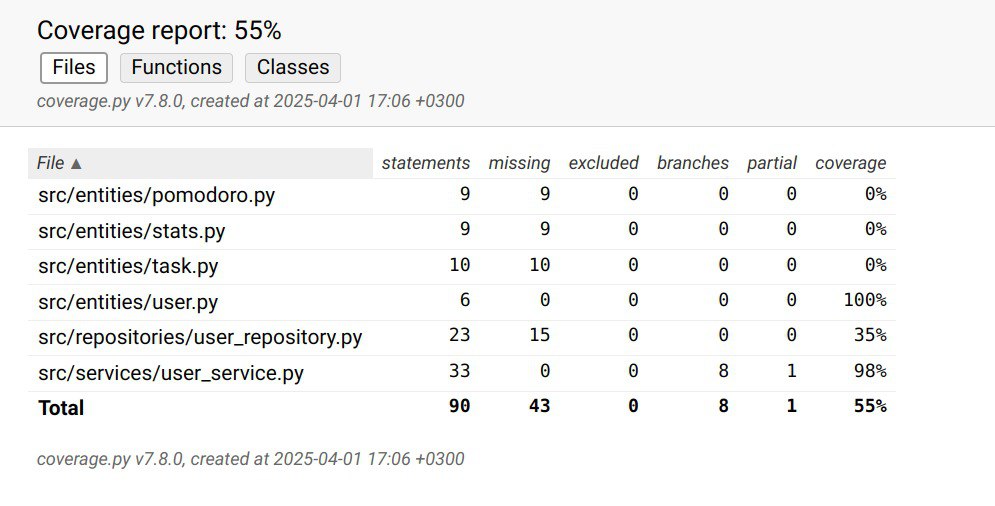 Coverage report: 55%
Files Functions Classes
coverage.py v7.8.0, created at 2025-04-01 17:06 +0300
File ▲ statements missing excluded branches partial coverage
src/entities/pomodoro.py 9 9 0 0 0 0%
src/entities/stats.py 9 9 0 0 0 0%
src/entities/task.py 10 10 0 0 0 0%
src/entities/user.py 6 0 0 0 0 100%
src/repositories/user_repository.py 23 15 0 0 0 35%
src/services/user_service.py 33 0 0 8 1 98%
Total 90 43 0 8 1 55%
coverage.py v7.8.0, created at 2025-04-01 17:06 +0300